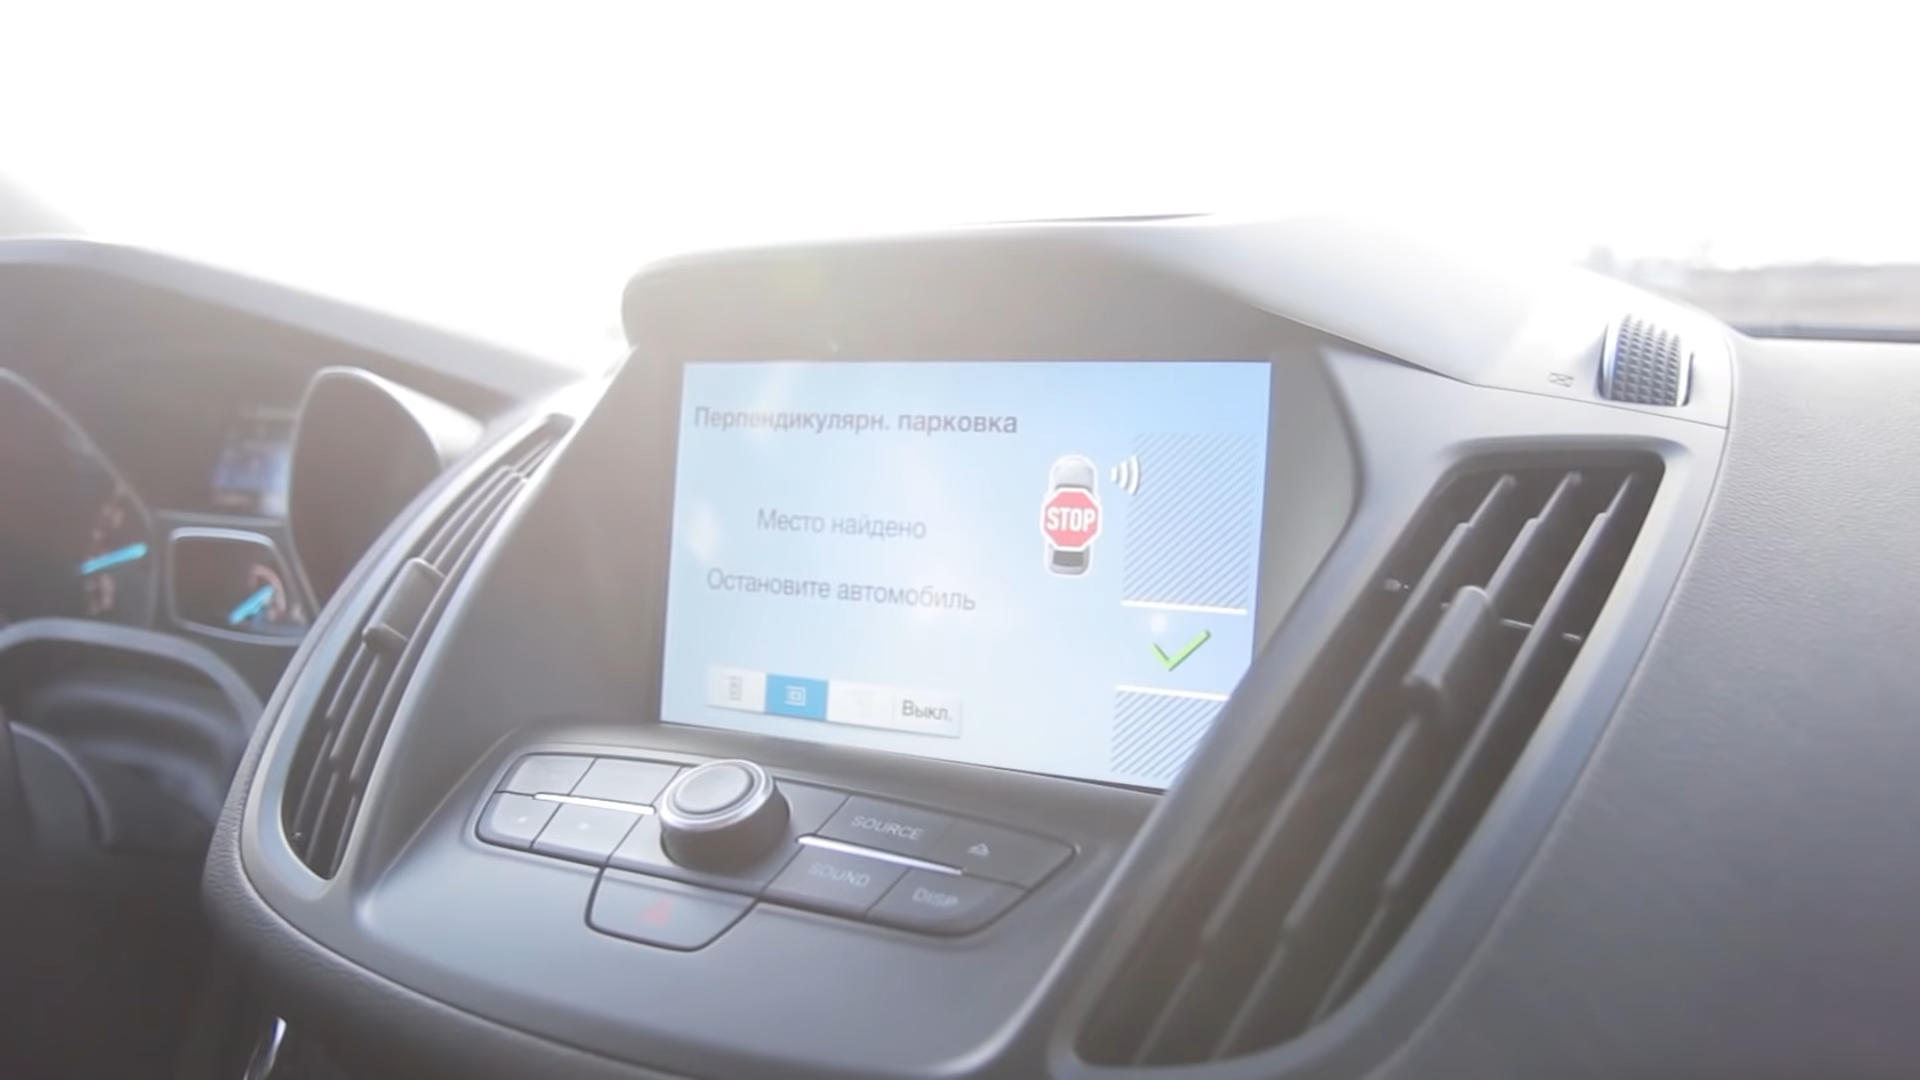 Перпендикулярн. парковка
STOP
Место найдено
Остановите автомобиль
Выкл.
SOURCE
SOUND
DISP